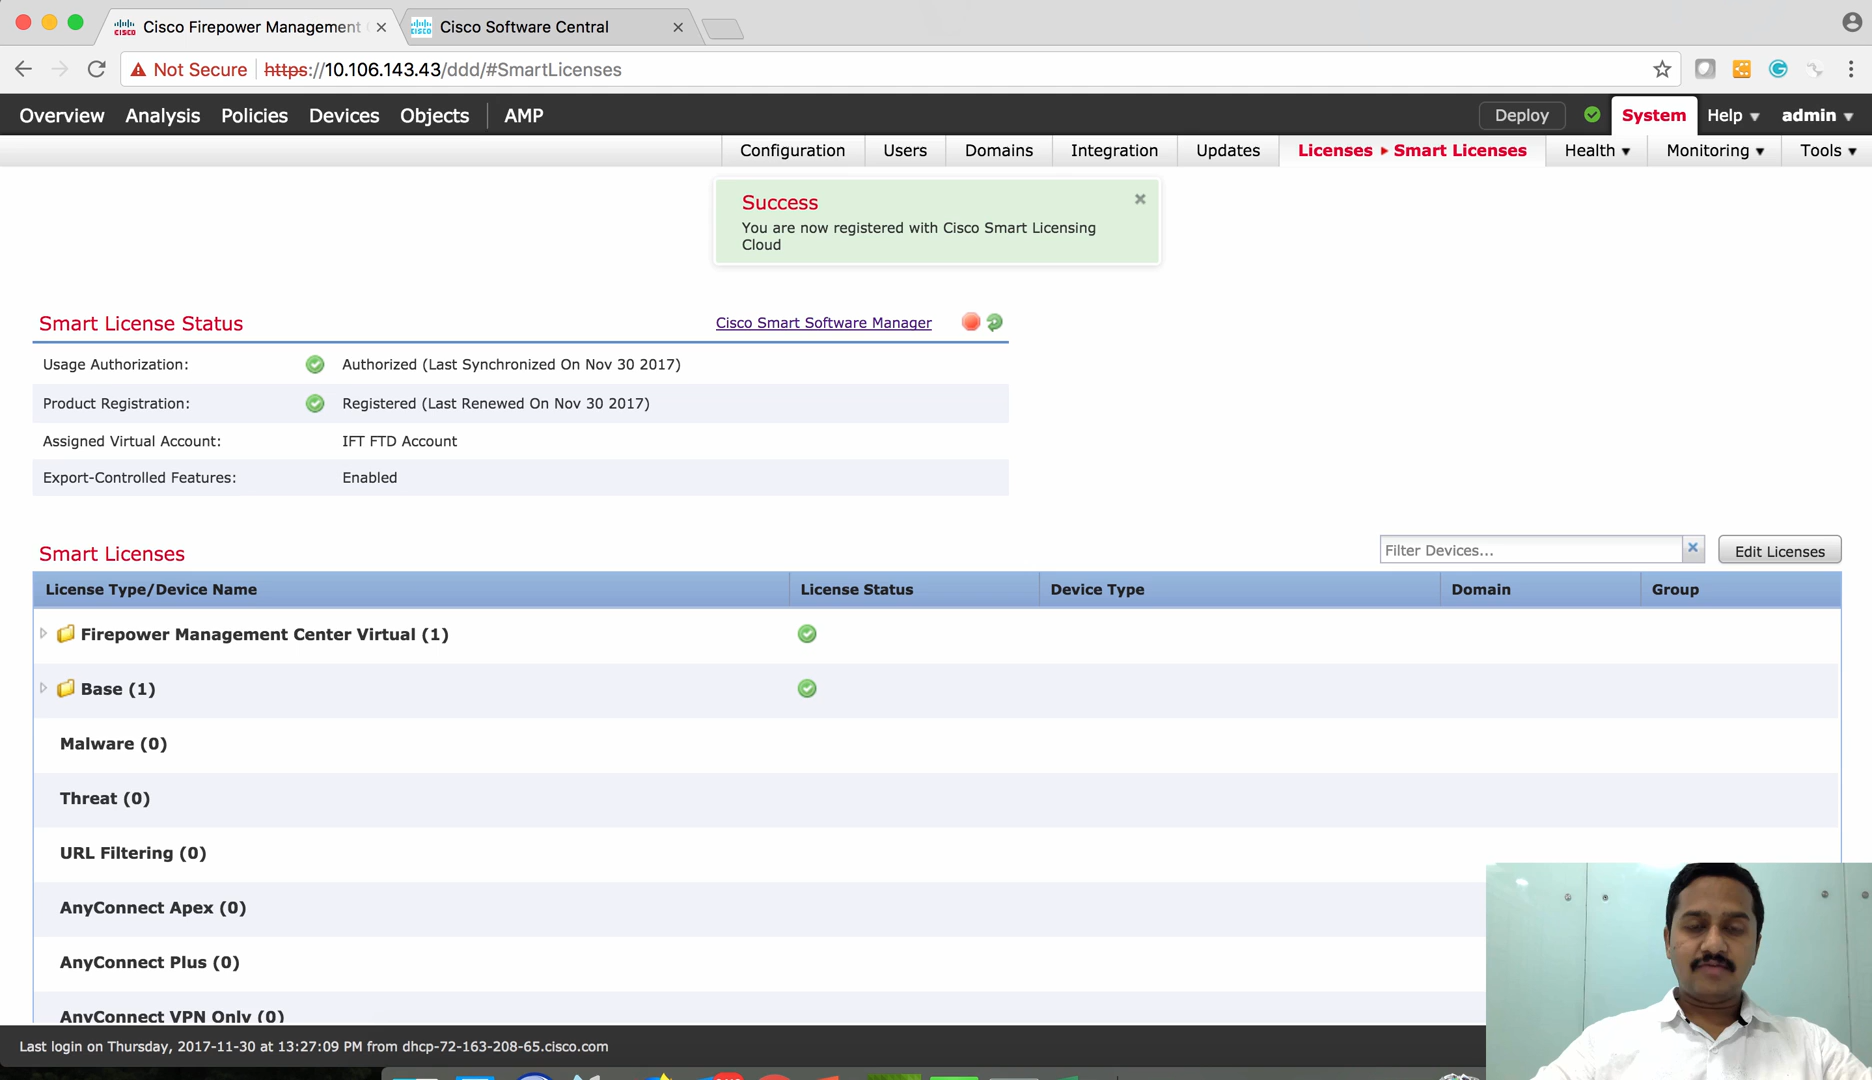 Cisco Firepower Management
Cisco Software Central
Not Secure https://10.106.143.43/ddd/#SmartLicenses
Overview Analysis Policies Devices Objects AMP Deploy System Help admin
Configuration Users Domains Integration Updates Licenses Smart Licenses Health Monitoring Tools
Success
You are now registered with Cisco Smart Licensing
Cloud
Smart License Status Cisco Smart Software Manager
Usage Authorization: Authorized (Last Synchronized On Nov 30 2017)
Product Registration: Registered (Last Renewed On Nov 30 2017)
Assigned Virtual Account: IFT FTD Account
Export-Controlled Features: Enabled
Smart Licenses Filter Devices... Edit Licenses
License Type/Device Name License Status Device Type Domain Group
Firepower Management Center Virtual (1)
Base (1)
Malware (0)
Threat (0)
URL Filtering (0)
AnyConnect Apex (0)
AnyConnect Plus (0)
AnyConnect VPN Only (0)
Last login on Thursday, 2017-11-30 at 13:27:09 PM from dhcp-72-163-208-65.cisco.com